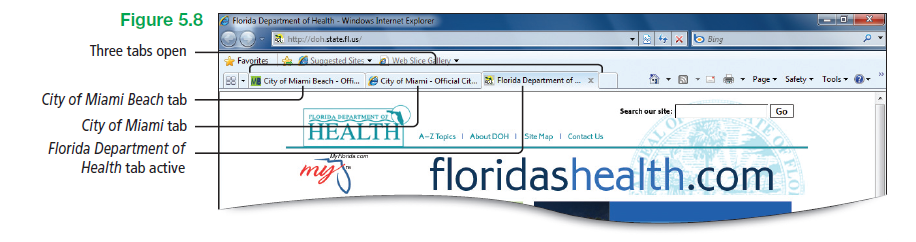 Figure 5.8
Florida Department of Health - Windows Internet Explorer
http://doh.state.fl.us/
Bing
Three tabs open
Favorites
Suggested Sites
Web Slice Gallery
City of Miami Beach - Offi...
City of Miami - Official Cit...
Florida Department of ...
x
Page
Safety
Tools
City of Miami Beach tab
City of Miami tab
Florida Department of
Health tab active
FLORIDA DEPARTMENT OF
HEALTH
A-Z Topics | About DOH | Site Map | Contact Us
Search our site:
Go
MyFlorida.com
my
floridashealth.com